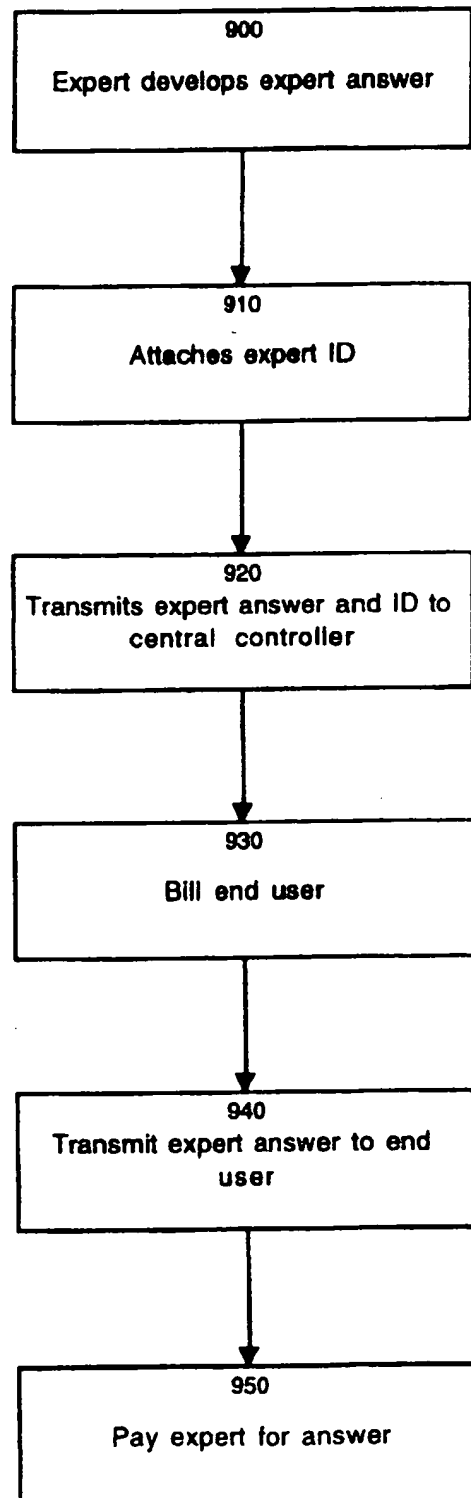 900
Expert develops expert answer
910
Attaches expert ID
920
Transmits expert answer and ID to
central controller
930
Bill end user
940
Transmit expert answer to end
user
950
Pay expert for answer